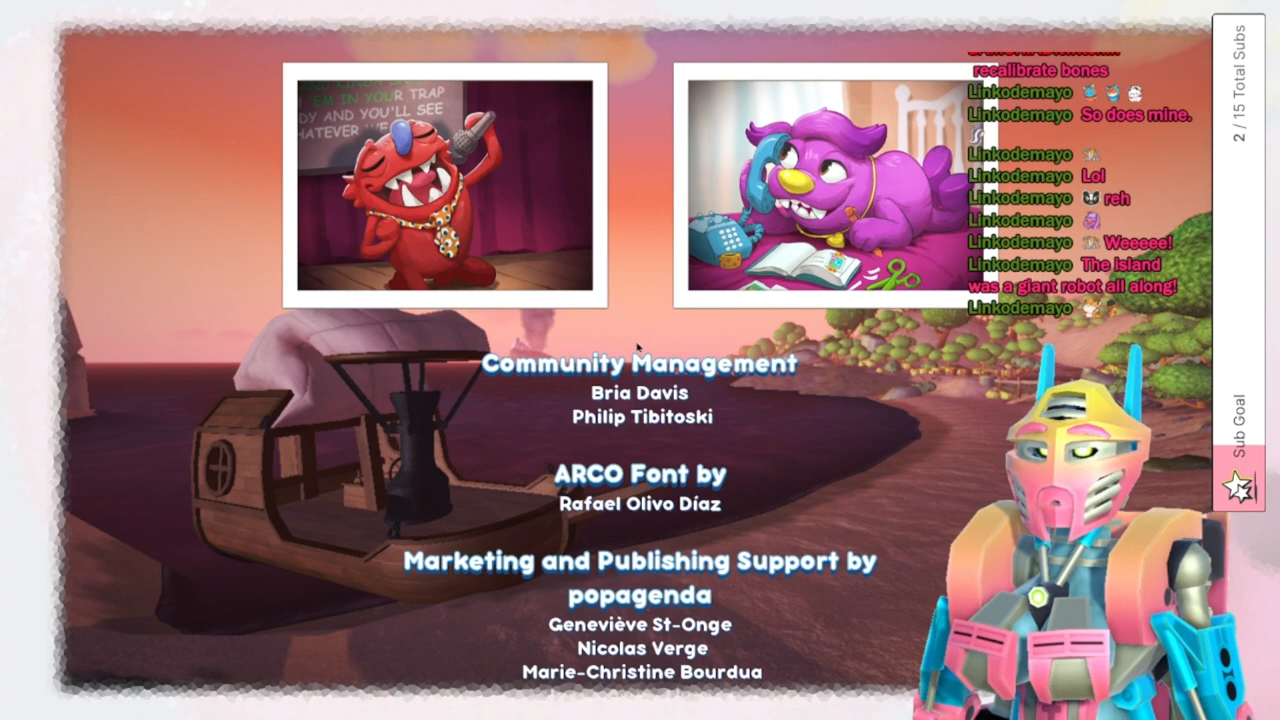 EM IN YOUR TRAP
DY AND YOU'LL SEE
HATEVER WE
recalibrate bones
Linkodemayo
Linkodemayo So does mine.
Linkodemayo
Linkodemayo Lol
Linkodemayo reh
Linkodemayo
Linkodemayo Weeeee!
Linkodemayo The island
was a giant robot all along!
Linkodemayo
2 / 15 Total Subs
Sub Goal
Community Management
Bria Davis
Philip Tibitoski
ARCO Font by
Rafael Olivo Díaz
Marketing and Publishing Support by
popagenda
Geneviève St-Onge
Nicolas Verge
Marie-Christine Bourdua